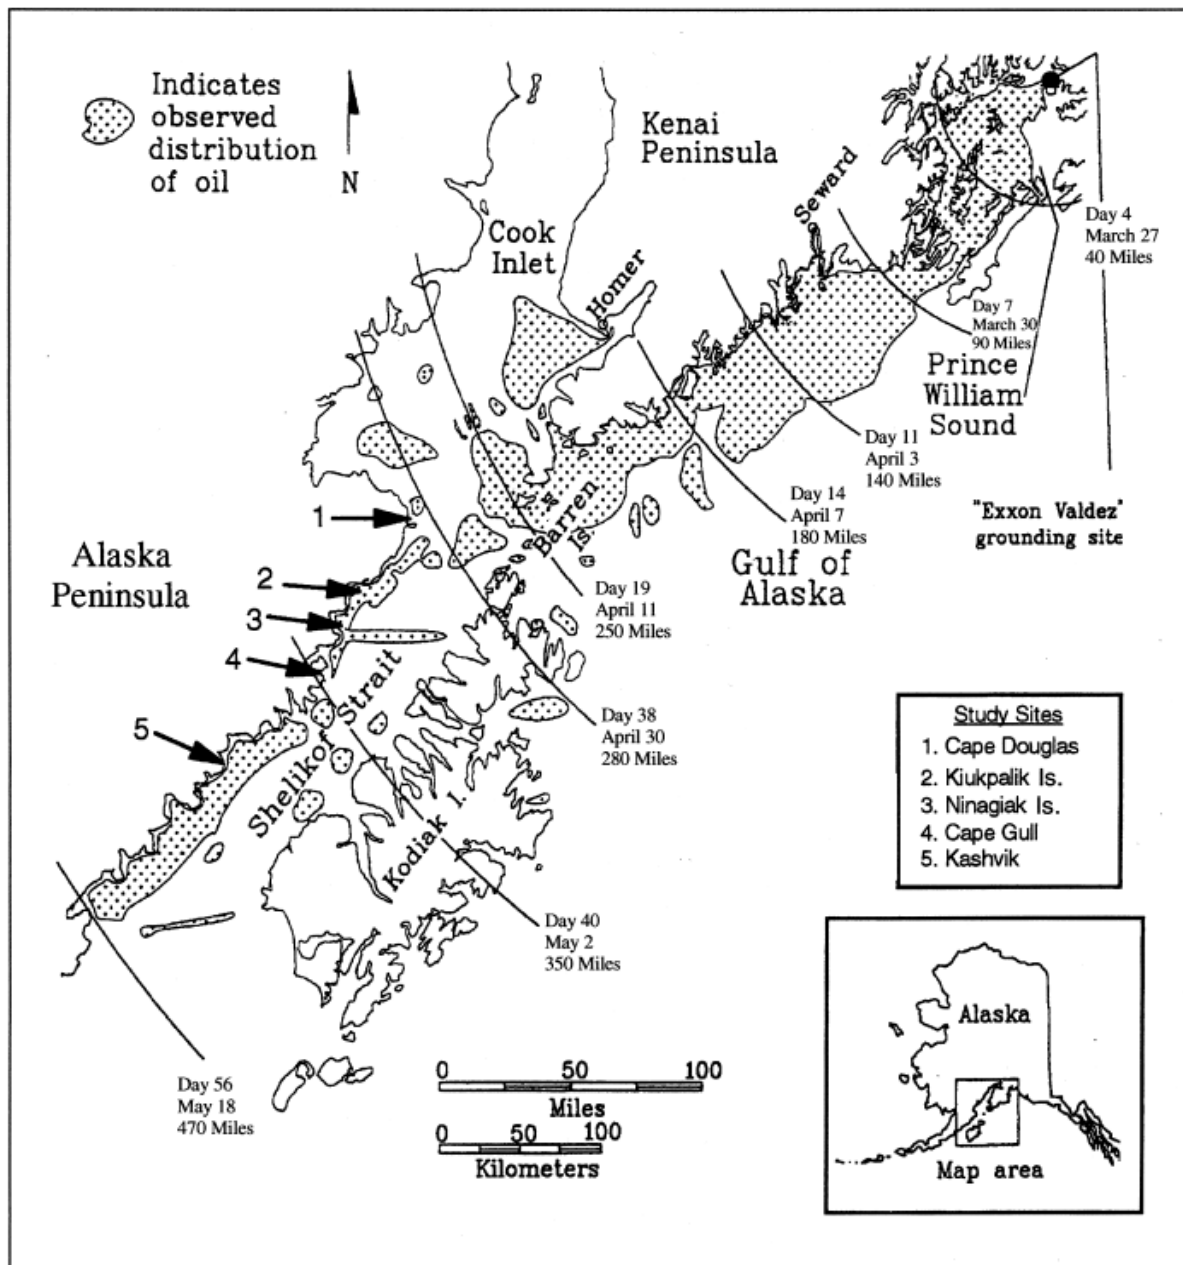 Indicates
observed
distribution
of oil
N
Kenai
Peninsula
Cook
Inlet
Homer
Seward
Day 4
March 27
40 Miles
Day 7
March 30
90 Miles
Prince
William
Sound
Day 11
April 3
140 Miles
Day 14
April 7
180 Miles
"Exxon Valdez"
grounding site
Gulf of
Alaska
Barren
Is.
Day 19
April 11
250 Miles
Alaska
Peninsula
1
2
3
4
5
Shelikof Strait
Kodiak I.
Day 38
April 30
280 Miles
Day 40
May 2
350 Miles
Day 56
May 18
470 Miles
Study Sites
1. Cape Douglas
2. Kiukpalik Is.
3. Ninagiak Is.
4. Cape Gull
5. Kashvik
0 50 100
Miles
0 50 100
Kilometers
Alaska
Map area